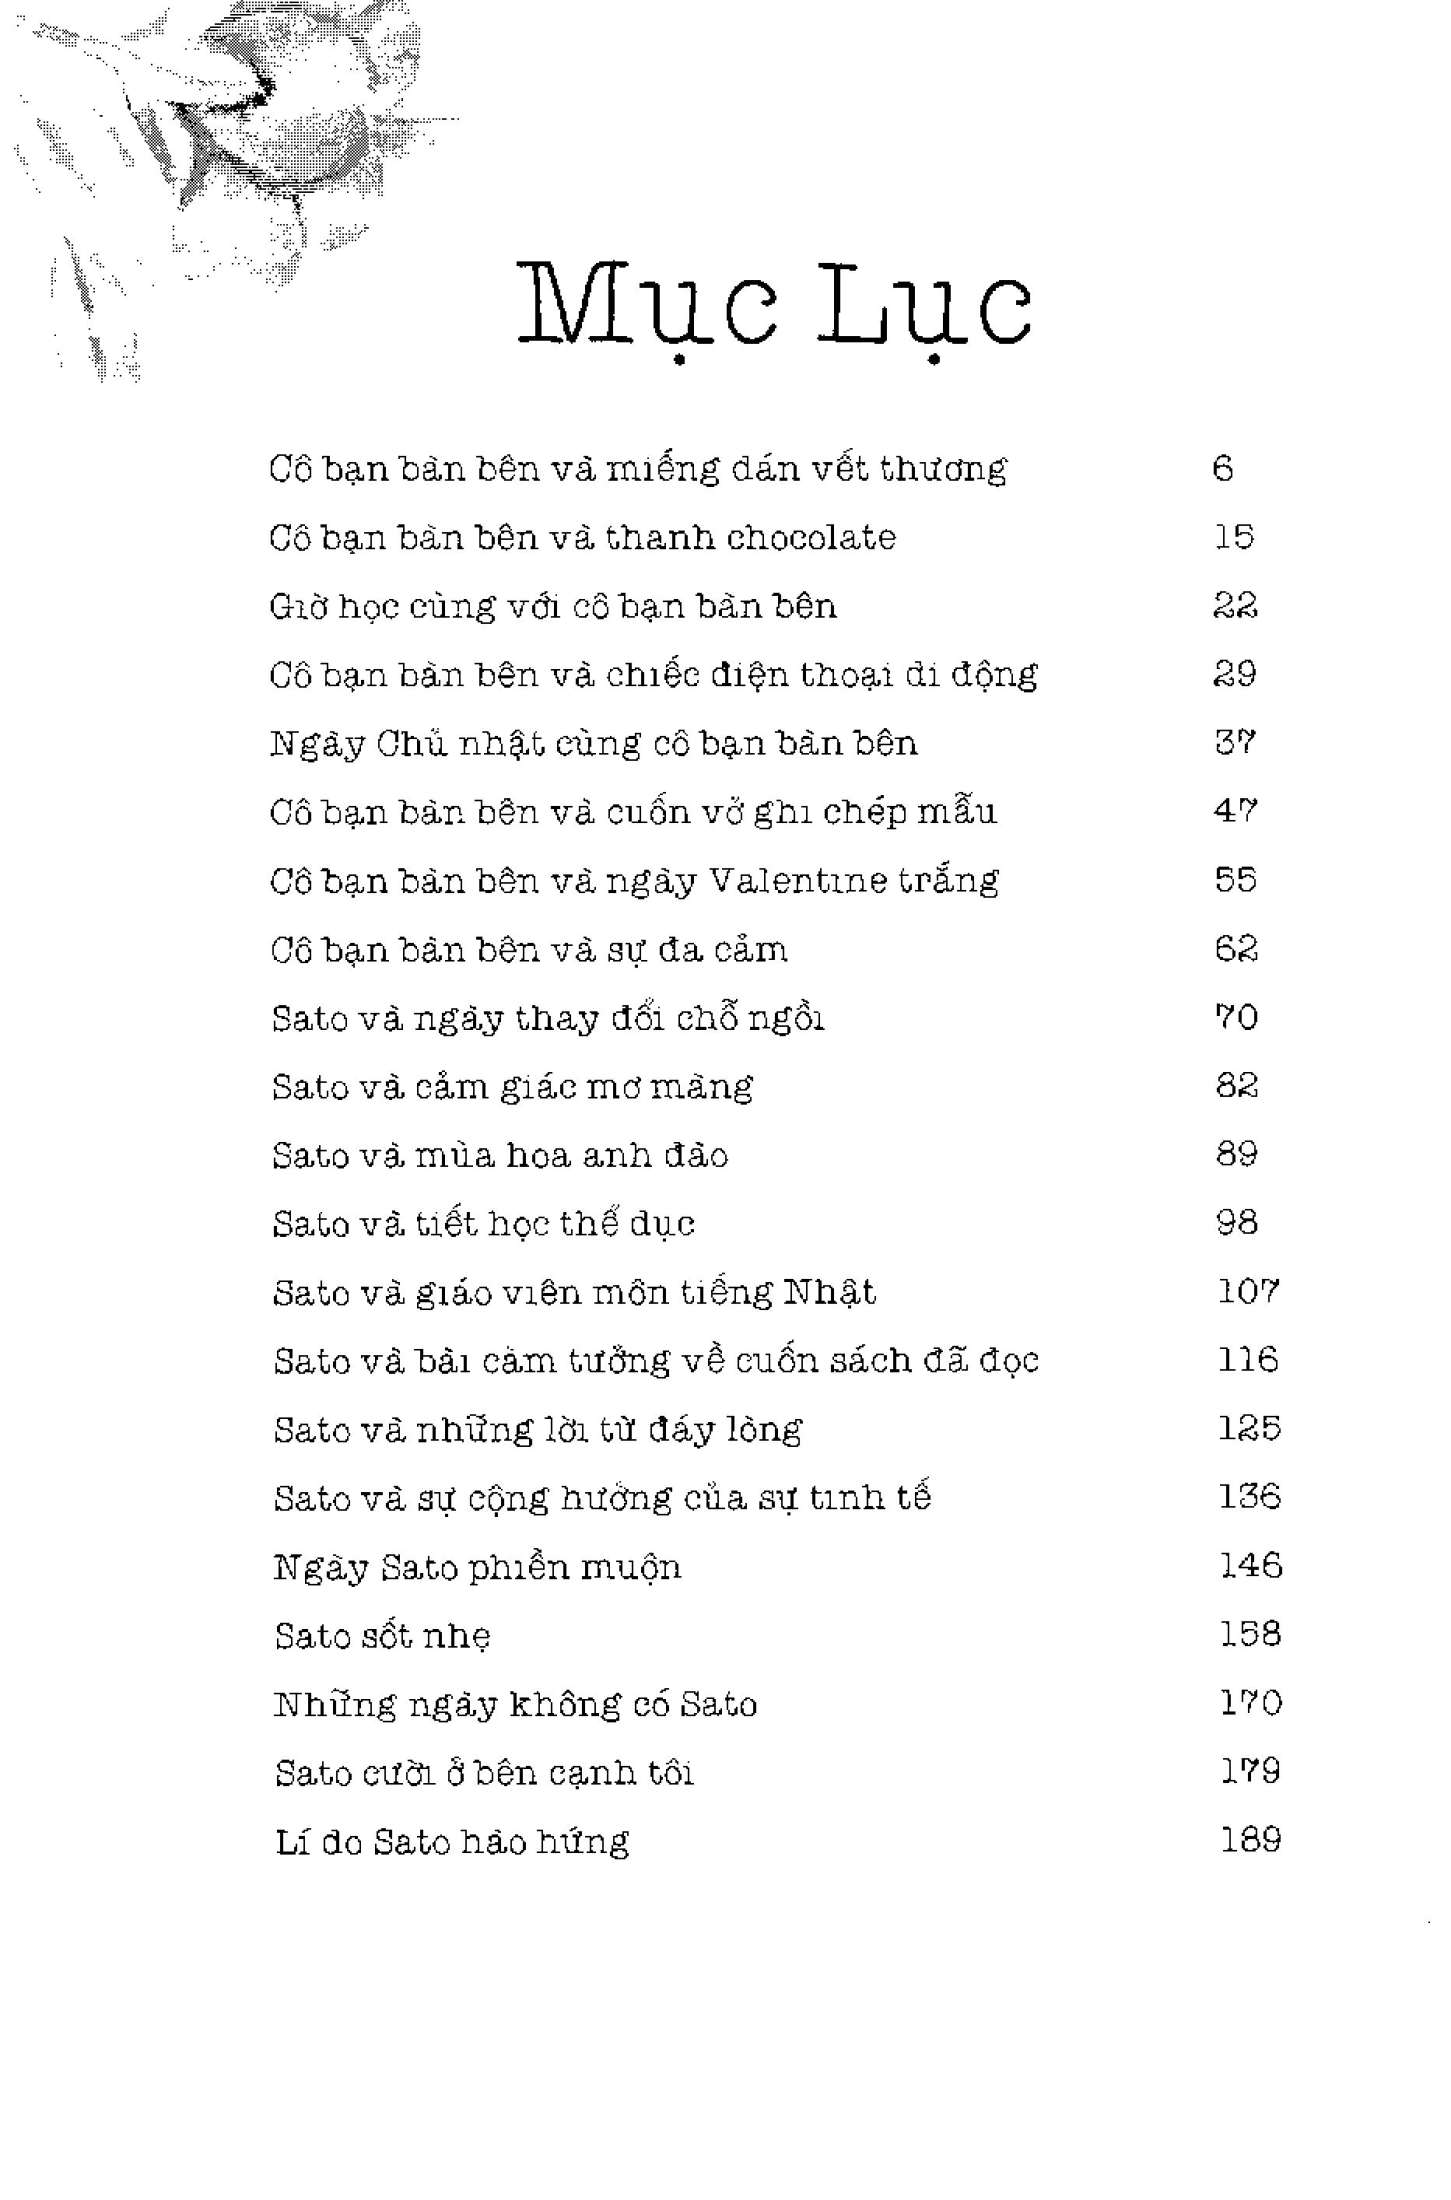 Mục Lục
Cô bạn bàn bên và miếng dán vết thương 6
Cô bạn bàn bên và thanh chocolate 15
Giờ học cùng với cô bạn bàn bên 22
Cô bạn bàn bên và chiếc điện thoại di động 29
Ngày Chủ nhật cùng cô bạn bàn bên 37
Cô bạn bàn bên và cuốn vở ghi chép mẫu 47
Cô bạn bàn bên và ngày Valentine trắng 55
Cô bạn bàn bên và sự đa cảm 62
Sato và ngày thay đổi chỗ ngồi 70
Sato và cảm giác mơ màng 82
Sato và mùa hoa anh đào 89
Sato và tiết học thể dục 98
Sato và giáo viên môn tiếng Nhật 107
Sato và bài cảm tưởng về cuốn sách đã đọc 116
Sato và những lời từ đáy lòng 125
Sato và sự cộng hưởng của sự tinh tế 136
Ngày Sato phiền muộn 146
Sato sốt nhẹ 158
Những ngày không có Sato 170
Sato cười ở bên cạnh tôi 179
Lí do Sato hào hứng 189